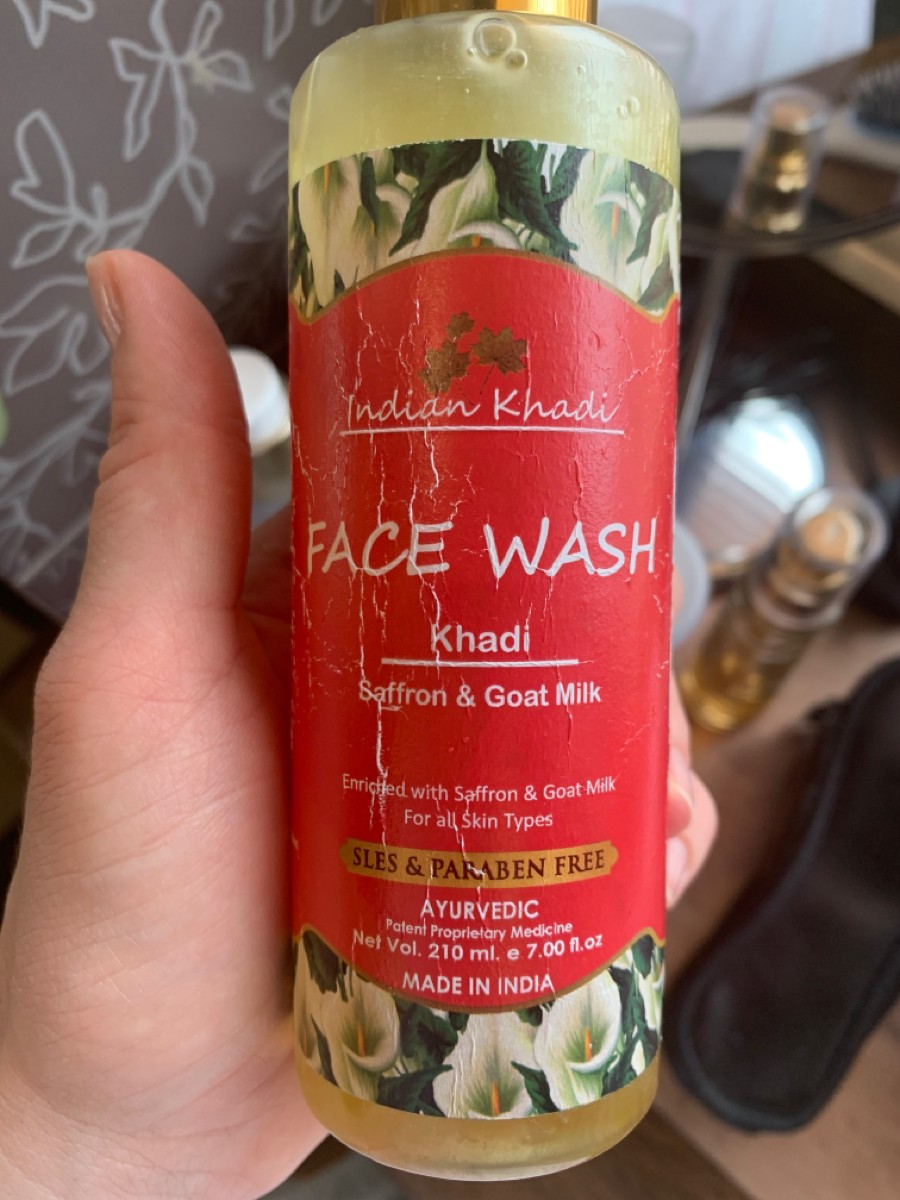 Indian Khadi
FACE WASH
Khadi
Saffron & Goat Milk
Enriched with Saffron & Goat Milk
For all Skin Types
SLES & PARABEN FREE
AYURVEDIC
Patent Proprietary Medicine
Net Vol. 210 ml. e 7.00 fl.oz
MADE IN INDIA